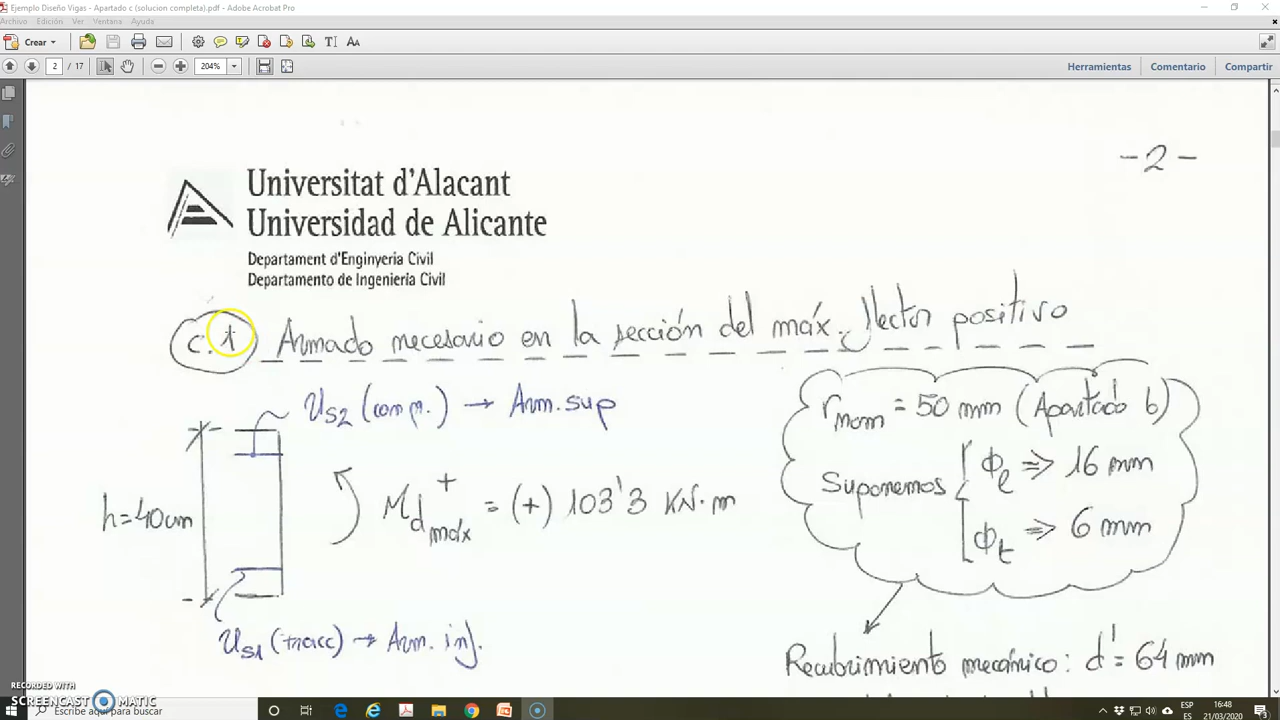 Ejemplo Diseño Vigas - Apartado c (solucion completa).pdf - Adobe Acrobat Pro
Archivo Edición Ver Ventana Ayuda
Crear
2 / 17 204% Herramientas Comentario Compartir
-2-
Universitat d'Alacant
Universidad de Alicante
Departament d'Enginyeria Civil
Departamento de Ingeniería Civil
c.1 Armado necesario en la sección del máx. flector positivo
Us2 (comp.) → Arm. sup
rnom = 50 mm (Apartado b)
Suponemos
ϕl ⇒ 16 mm
ϕt ⇒ 6 mm
h=40cm
Md máx + = (+) 103'3 KN·m
Us1 (tracc) → Arm. inf.
Recubrimiento mecánico: d' = 64 mm
RECORDED WITH
SCREENCAST MATIC
Escribe aquí para buscar
ESP
ES
16:48
21/03/2020